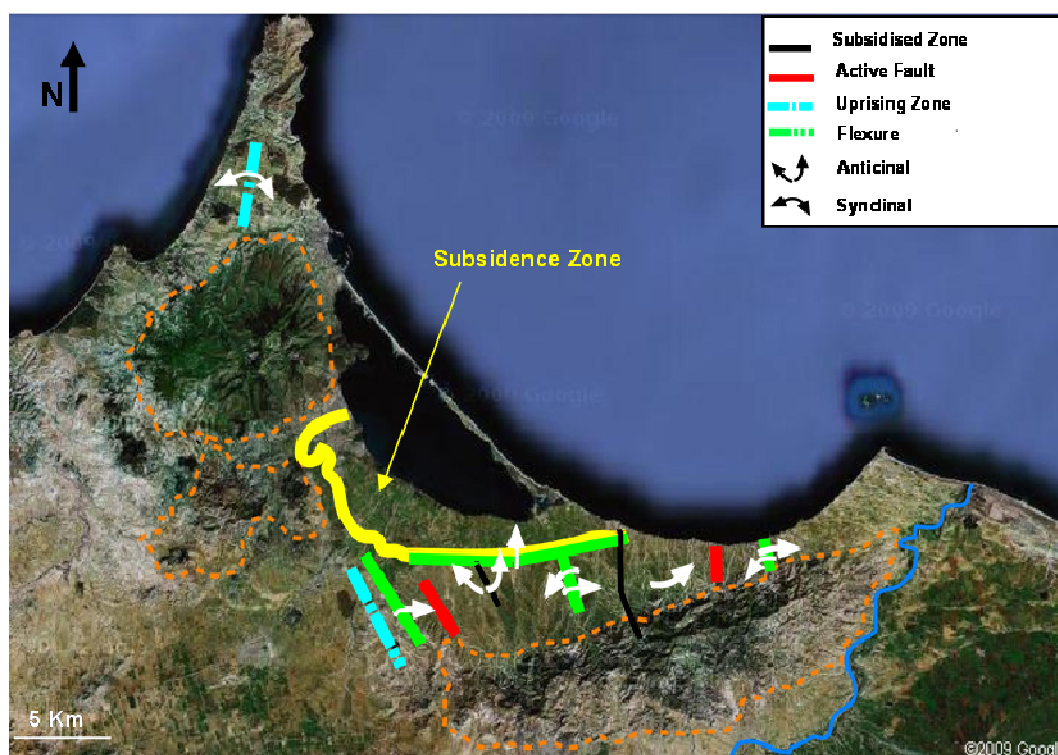 N
Subsidised Zone
Active Fault
Uprising Zone
Flexure
Anticinal
Synclinal
© 2009 Google
© 2009 Google
Subsidence Zone
© 2009 Google
© 2009 Google
5 Km
©2009 Goog